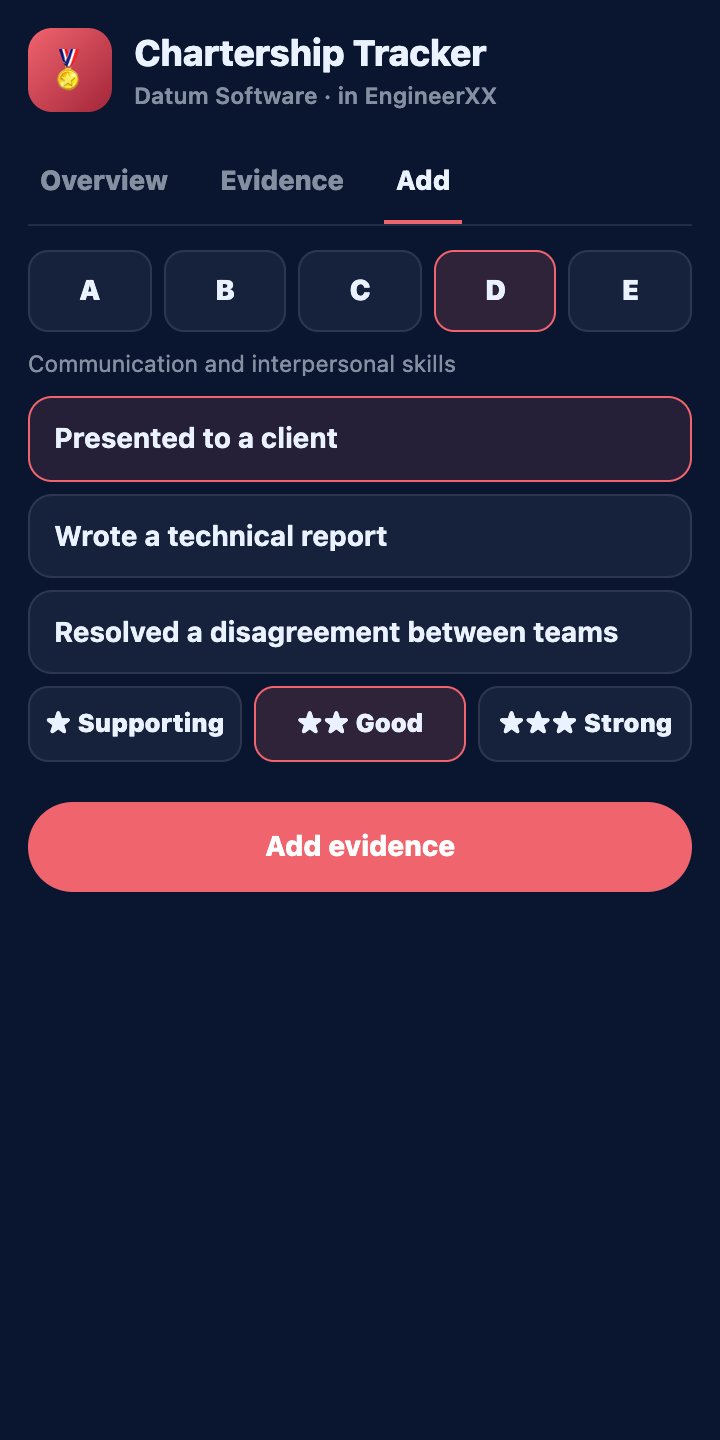 Chartership Tracker
Datum Software · in EngineerXX
Overview Evidence Add
A B C D E
Communication and interpersonal skills
Presented to a client
Wrote a technical report
Resolved a disagreement between teams
★ Supporting ★★ Good ★★★ Strong
Add evidence